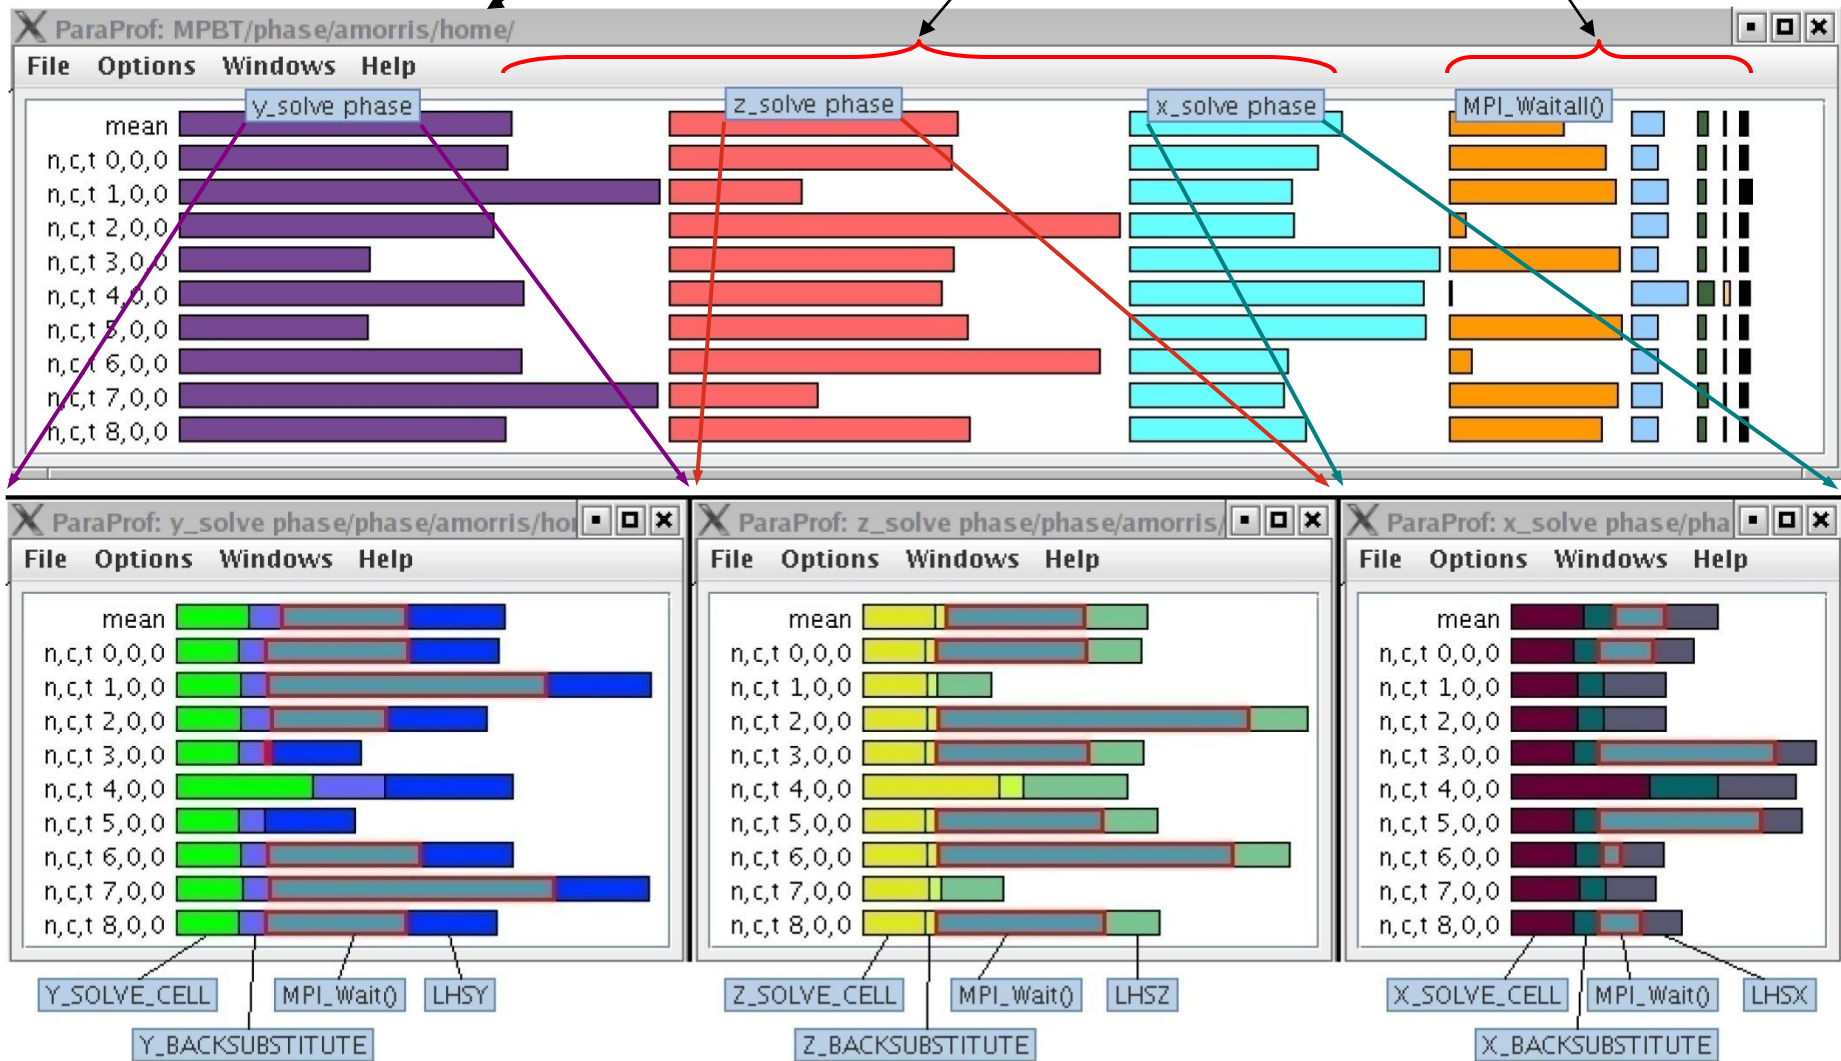 ParaProf: MPBT/phase/amorris/home/
File Options Windows Help
y_solve phase z_solve phase x_solve phase MPI_Waitall()
mean
n,c,t 0,0,0
n,c,t 1,0,0
n,c,t 2,0,0
n,c,t 3,0,0
n,c,t 4,0,0
n,c,t 5,0,0
n,c,t 6,0,0
n,c,t 7,0,0
n,c,t 8,0,0
ParaProf: y_solve phase/phase/amorris/hor
File Options Windows Help
mean
n,c,t 0,0,0
n,c,t 1,0,0
n,c,t 2,0,0
n,c,t 3,0,0
n,c,t 4,0,0
n,c,t 5,0,0
n,c,t 6,0,0
n,c,t 7,0,0
n,c,t 8,0,0
Y_SOLVE_CELL MPI_Wait() LHSY
Y_BACKSUBSTITUTE
ParaProf: z_solve phase/phase/amorris/
File Options Windows Help
mean
n,c,t 0,0,0
n,c,t 1,0,0
n,c,t 2,0,0
n,c,t 3,0,0
n,c,t 4,0,0
n,c,t 5,0,0
n,c,t 6,0,0
n,c,t 7,0,0
n,c,t 8,0,0
Z_SOLVE_CELL MPI_Wait() LHSZ
Z_BACKSUBSTITUTE
ParaProf: x_solve phase/pha
File Options Windows Help
mean
n,c,t 0,0,0
n,c,t 1,0,0
n,c,t 2,0,0
n,c,t 3,0,0
n,c,t 4,0,0
n,c,t 5,0,0
n,c,t 6,0,0
n,c,t 7,0,0
n,c,t 8,0,0
X_SOLVE_CELL MPI_Wait() LHSX
X_BACKSUBSTITUTE